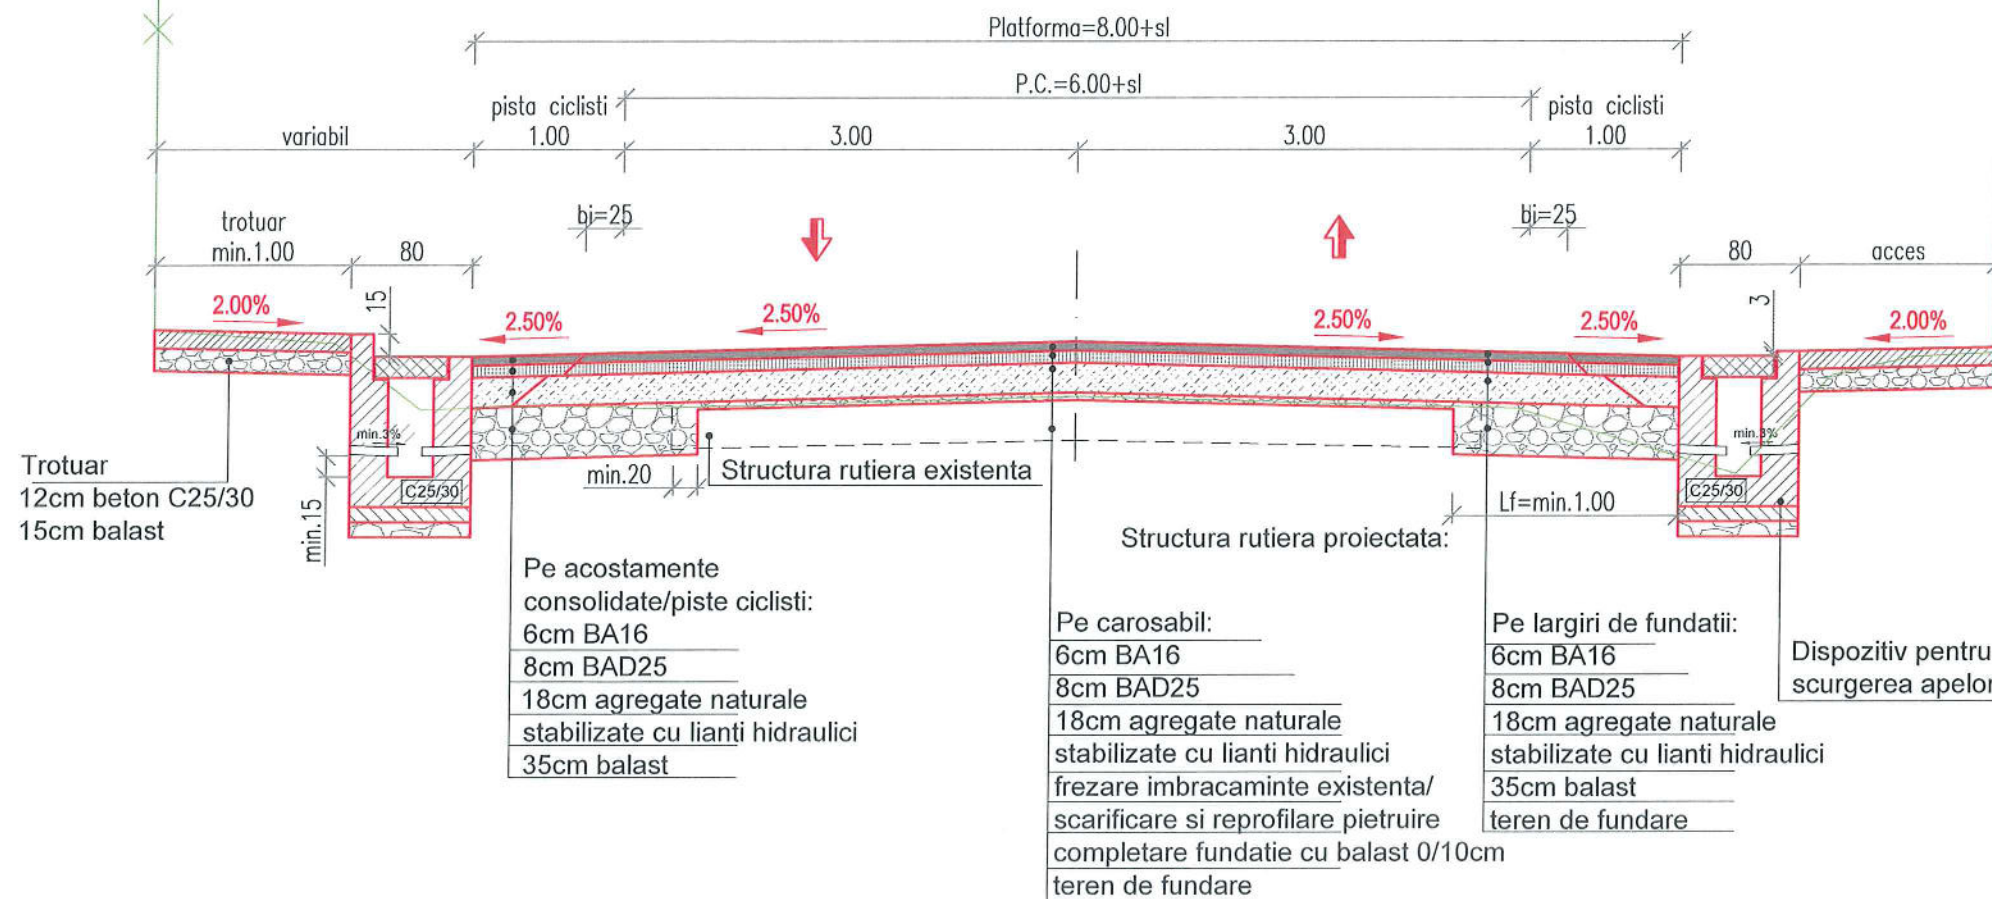 Platforma=8.00+sl
P.C.=6.00+sl
pista ciclisti
pista ciclisti
variabil
1.00
3.00
3.00
1.00
trotuar
min.1.00
80
bi=25
bi=25
80
acces
15
3
2.00%
2.50%
2.50%
2.50%
2.50%
2.00%
min.3%
min.3%
C25/30
C25/30
min.15
min.20
Structura rutiera existenta
Lf=min.1.00
Trotuar
12cm beton C25/30
15cm balast
Structura rutiera proiectata:
Pe acostamente
consolidate/piste ciclisti:
6cm BA16
8cm BAD25
18cm agregate naturale
stabilizate cu lianti hidraulici
35cm balast
Pe carosabil:
6cm BA16
8cm BAD25
18cm agregate naturale
stabilizate cu lianti hidraulici
frezare imbracaminte existenta/
scarificare si reprofilare pietruire
completare fundatie cu balast 0/10cm
teren de fundare
Pe largiri de fundatii:
6cm BA16
8cm BAD25
18cm agregate naturale
stabilizate cu lianti hidraulici
35cm balast
teren de fundare
Dispozitiv pentru
scurgerea apelor